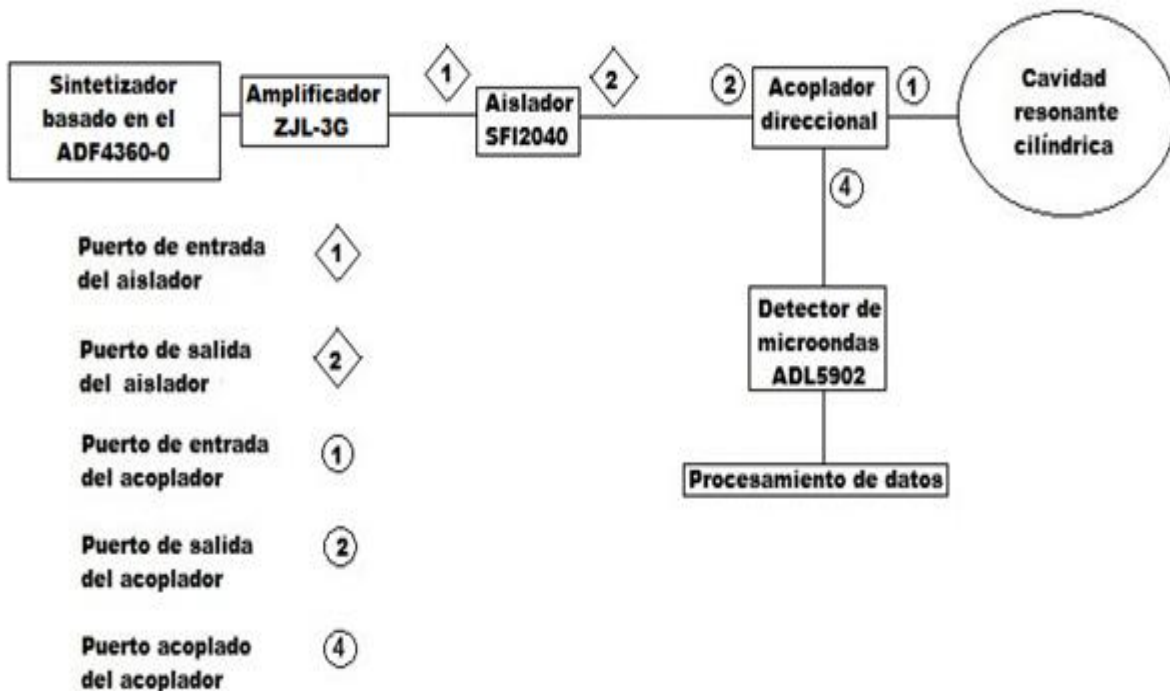 Sintetizador
basado en el
ADF4360-0
Amplificador
ZJL-3G
1
Aislador
SFI2040
2
2
Acoplador
direccional
1
Cavidad
resonante
cilíndrica
4
Detector de
microondas
ADL5902
Procesamiento de datos
Puerto de entrada
del aislador
1
Puerto de salida
del aislador
2
Puerto de entrada
del acoplador
1
Puerto de salida
del acoplador
2
Puerto acoplado
del acoplador
4